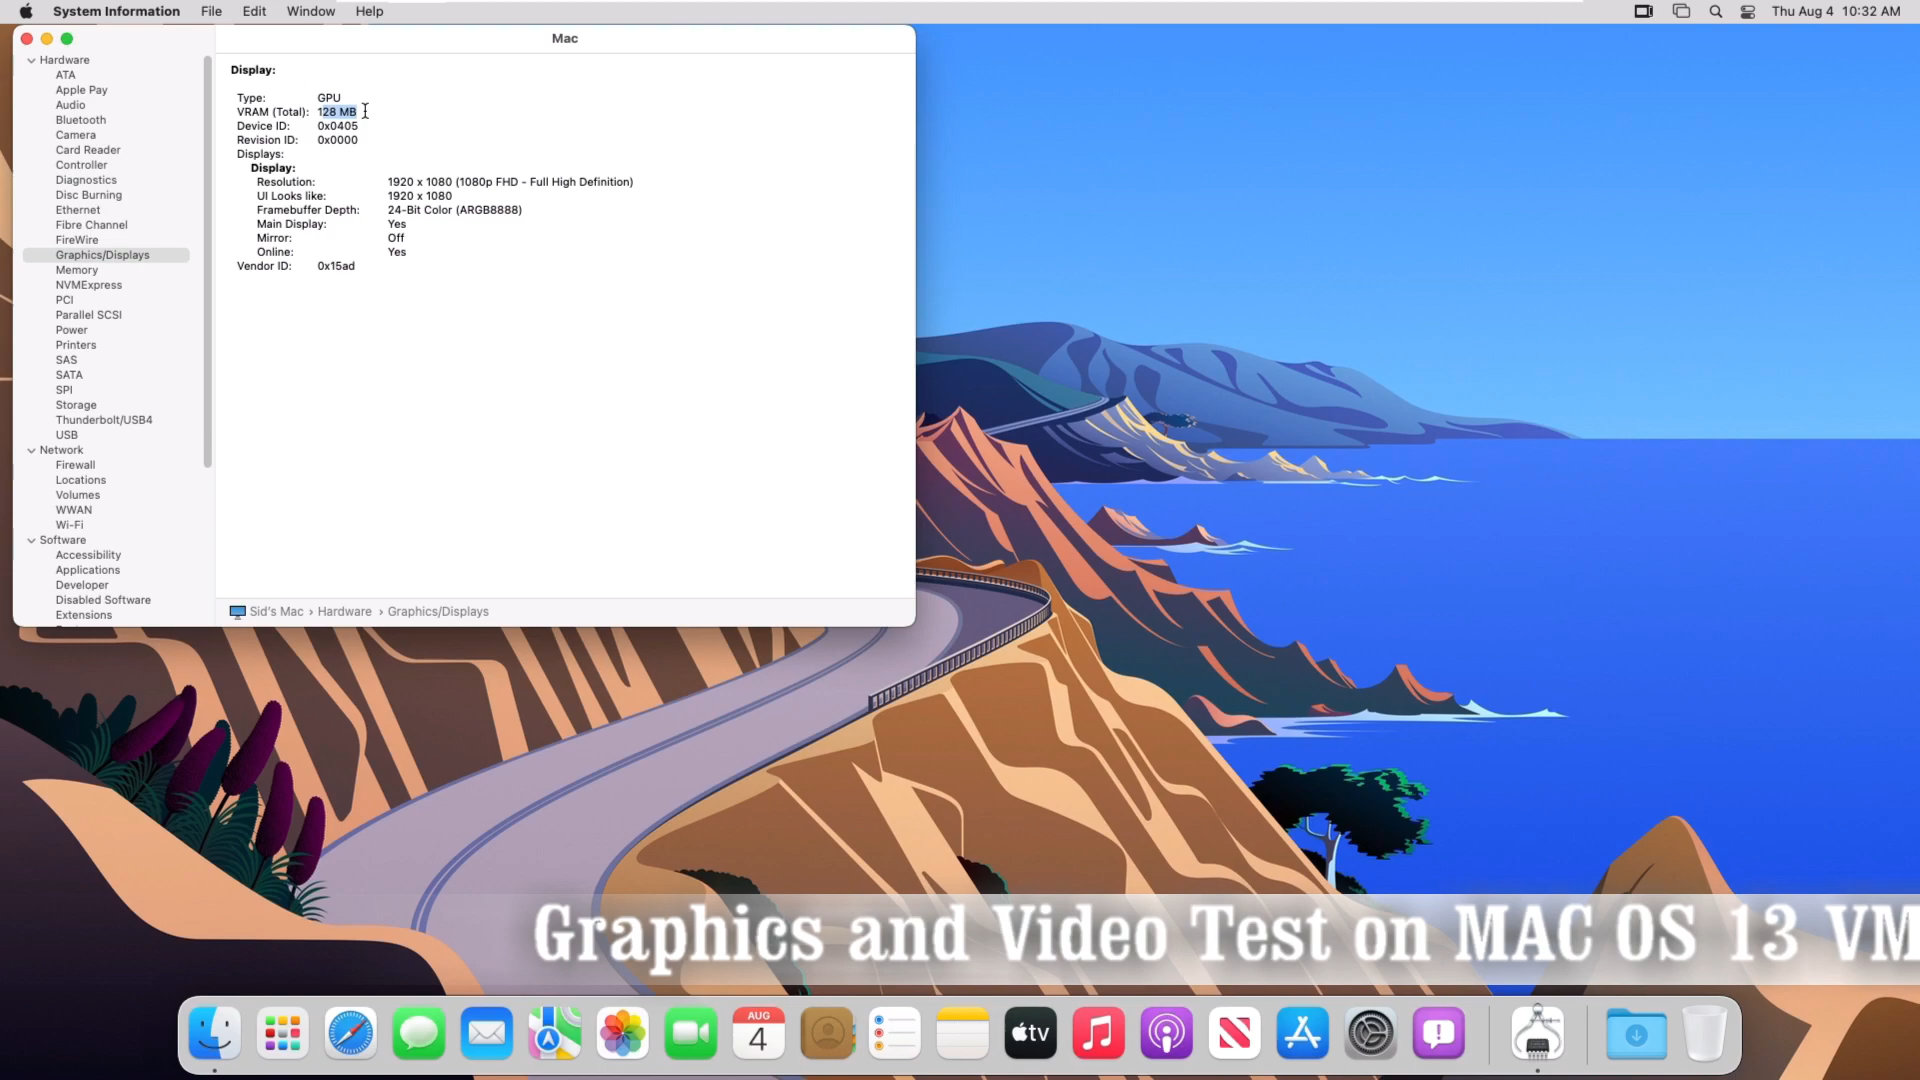 System Information File Edit Window Help
Thu Aug 4 10:32 AM
Mac
Hardware
ATA
Apple Pay
Audio
Bluetooth
Camera
Card Reader
Controller
Diagnostics
Disc Burning
Ethernet
Fibre Channel
FireWire
Graphics/Displays
Memory
NVMExpress
PCI
Parallel SCSI
Power
Printers
SAS
SATA
SPI
Storage
Thunderbolt/USB4
USB
Network
Firewall
Locations
Volumes
WWAN
Wi-Fi
Software
Accessibility
Applications
Developer
Disabled Software
Extensions
Display:
Type: GPU
VRAM (Total): 128 MB
Device ID: 0x0405
Revision ID: 0x0000
Displays:
Display:
Resolution: 1920 x 1080 (1080p FHD - Full High Definition)
UI Looks like: 1920 x 1080
Framebuffer Depth: 24-Bit Color (ARGB8888)
Main Display: Yes
Mirror: Off
Online: Yes
Vendor ID: 0x15ad
Sid's Mac › Hardware › Graphics/Displays
Graphics and Video Test on MAC OS 13 VM
AUG
4
tv